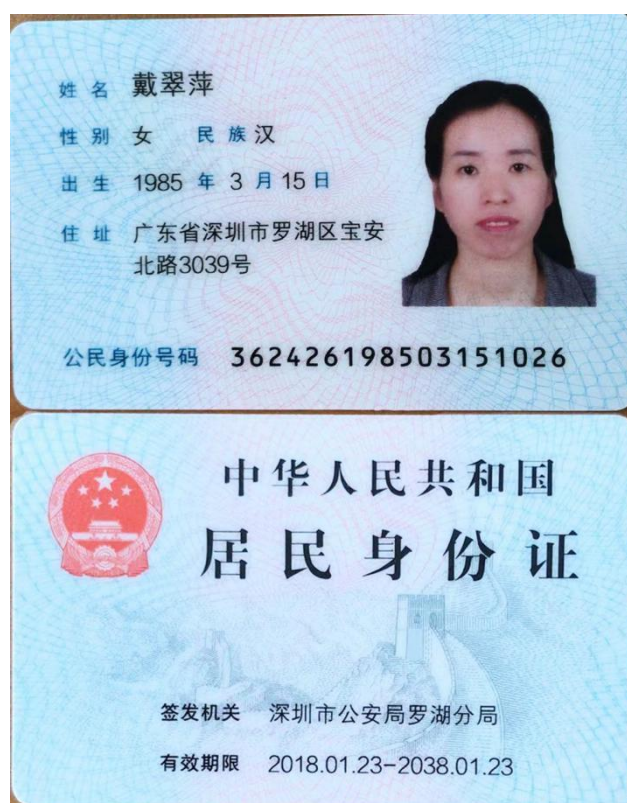 姓名 戴翠萍
性别 女 民族 汉
出生 1985 年 3 月 15 日
住址 广东省深圳市罗湖区宝安
北路3039号
公民身份号码 362426198503151026
中华人民共和国
居民身份证
签发机关 深圳市公安局罗湖分局
有效期限 2018.01.23-2038.01.23